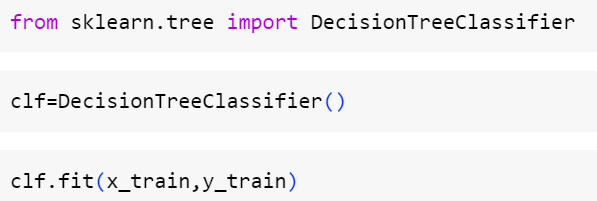 from sklearn.tree import DecisionTreeClassifier
clf=DecisionTreeClassifier()
clf.fit(x_train,y_train)